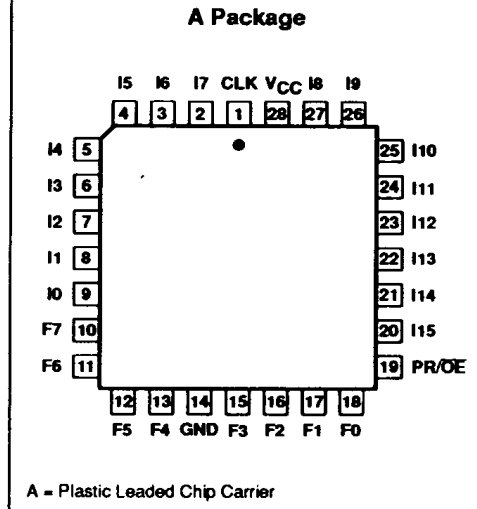 A Package
I5 I6 I7 CLK VCC I8 I9
4 3 2 1 28 27 26
I4 5 25 I10
I3 6 24 I11
I2 7 23 I12
I1 8 22 I13
I0 9 21 I14
F7 10 20 I15
F6 11 19 PR/O̅E̅
12 13 14 15 16 17 18
F5 F4 GND F3 F2 F1 F0
A = Plastic Leaded Chip Carrier